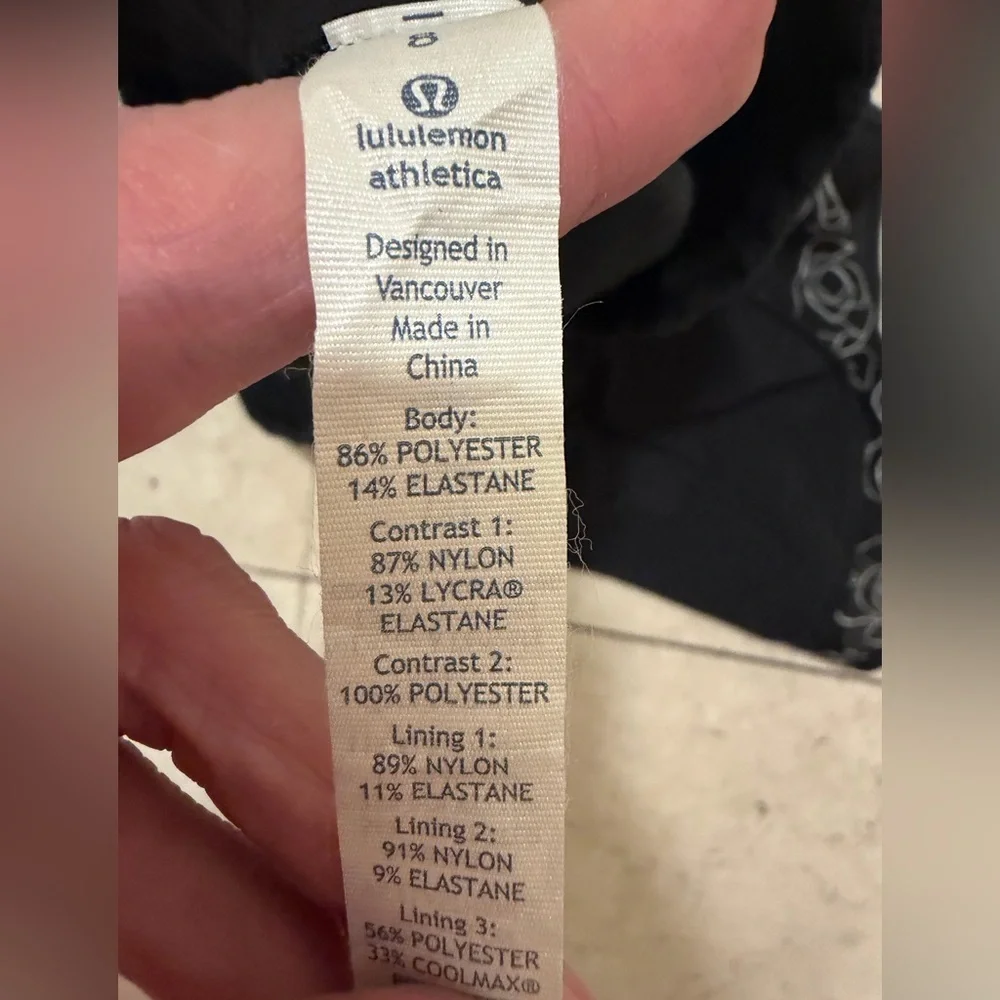 lululemon
athletica
Designed in
Vancouver
Made in
China
Body:
86% POLYESTER
14% ELASTANE
Contrast 1:
87% NYLON
13% LYCRA®
ELASTANE
Contrast 2:
100% POLYESTER
Lining 1:
89% NYLON
11% ELASTANE
Lining 2:
91% NYLON
9% ELASTANE
Lining 3:
56% POLYESTER
33% COOLMAX®